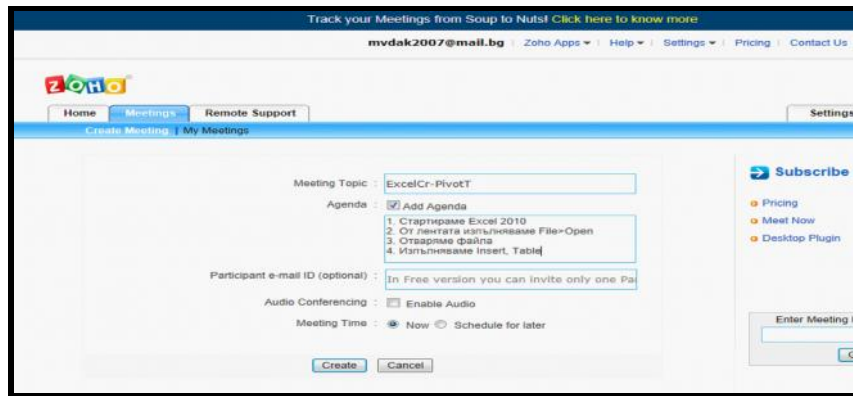 Track your Meetings from Soup to Nuts! Click here to know more
mvdak2007@mail.bg | Zoho Apps | Help | Settings | Pricing | Contact Us
ZOHO
Home Meetings Remote Support Settings
Create Meeting | My Meetings
Meeting Topic : ExcelCr-PivotT
Agenda : Add Agenda
1. Стартираме Excel 2010
2. От лентата изпълняваме File>Open
3. Отваряме файла
4. Изпълняваме Insert, Table
Participant e-mail ID (optional) : In Free version you can invite only one Pa
Audio Conferencing : Enable Audio
Meeting Time : Now Schedule for later
Create Cancel
Subscribe
Pricing
Meet Now
Desktop Plugin
Enter Meeting